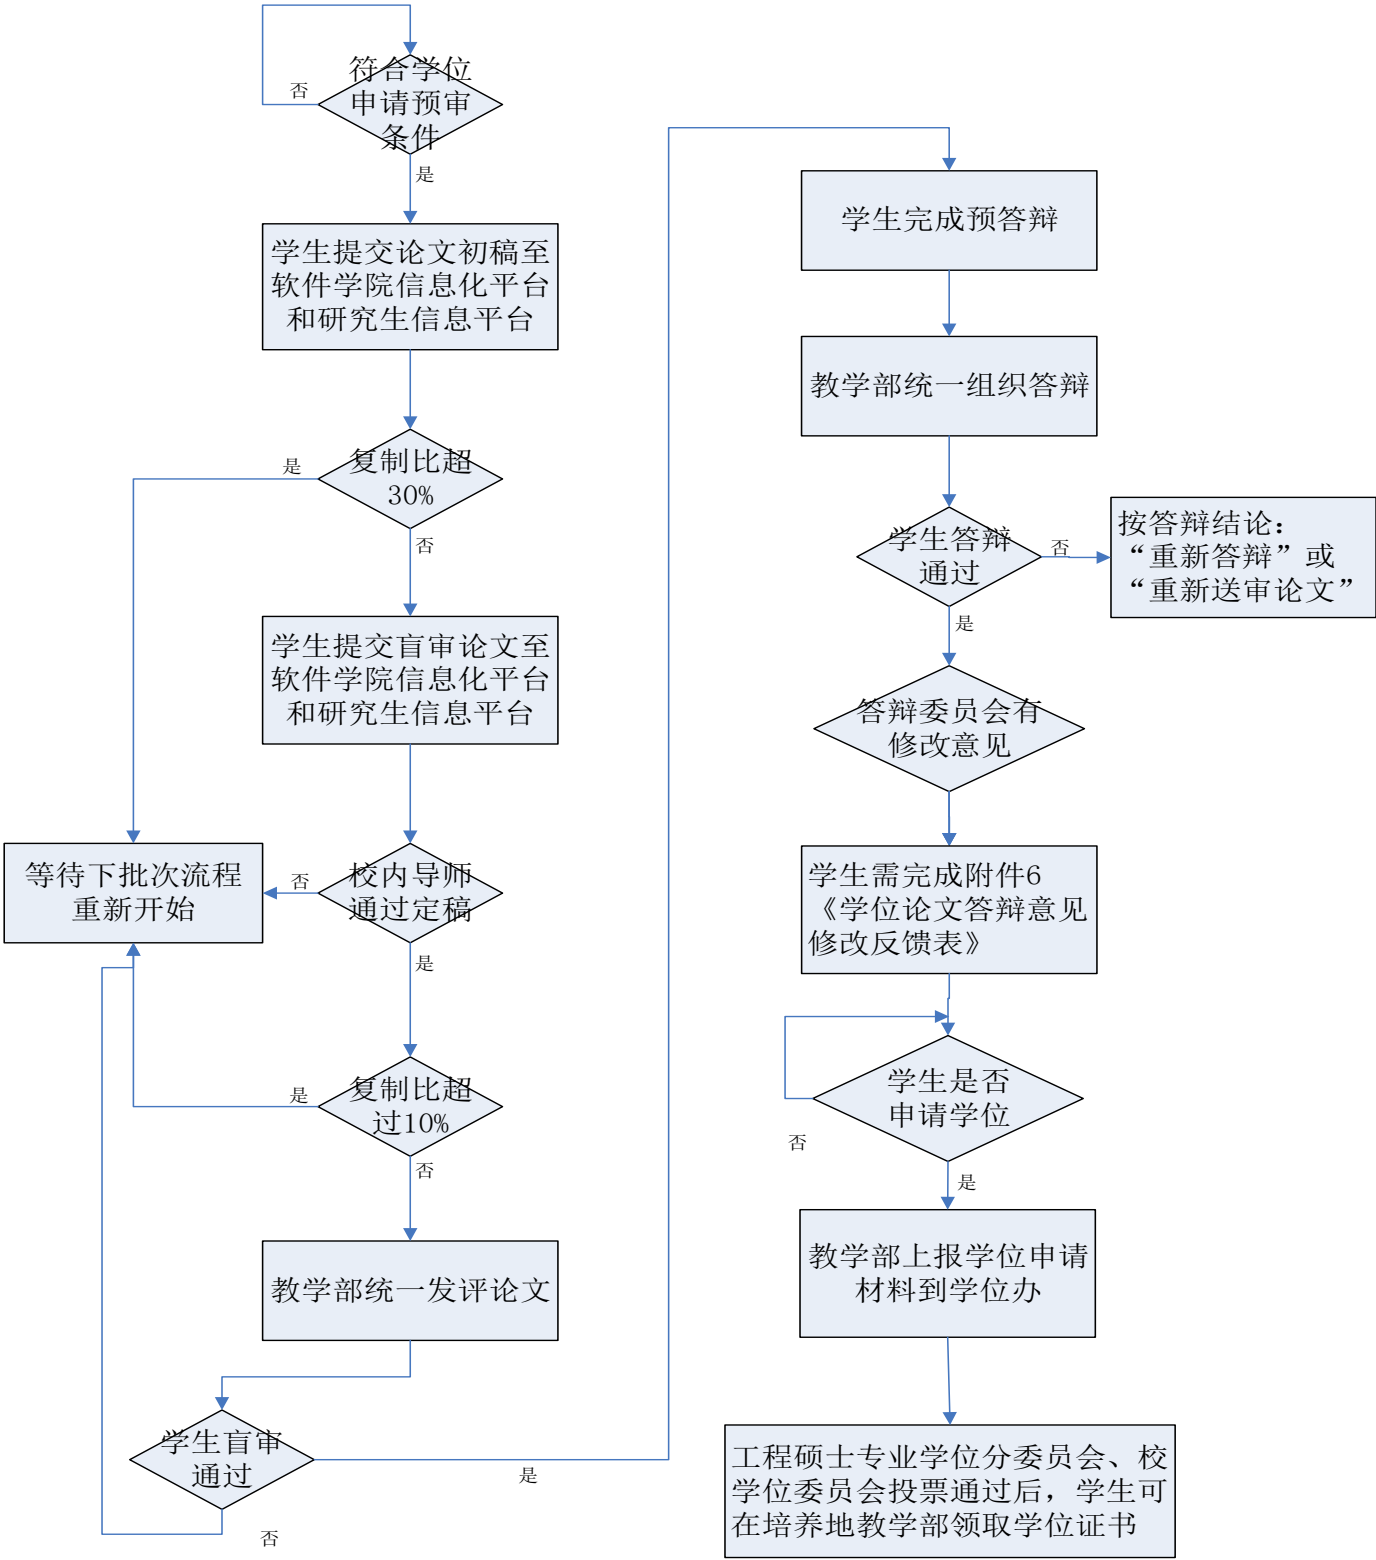 符合学位
申请预审
条件
否
是
学生提交论文初稿至
软件学院信息化平台
和研究生信息平台
复制比超
30%
是
否
学生提交盲审论文至
软件学院信息化平台
和研究生信息平台
校内导师
通过定稿
否
等待下批次流程
重新开始
是
复制比超
过10%
是
否
教学部统一发评论文
学生盲审
通过
是
否
学生完成预答辩
教学部统一组织答辩
学生答辩
通过
否
按答辩结论：
“重新答辩”或
“重新送审论文”
是
答辩委员会有
修改意见
学生需完成附件6
《学位论文答辩意见
修改反馈表》
学生是否
申请学位
否
是
教学部上报学位申请
材料到学位办
工程硕士专业学位分委员会、校
学位委员会投票通过后，学生可
在培养地教学部领取学位证书